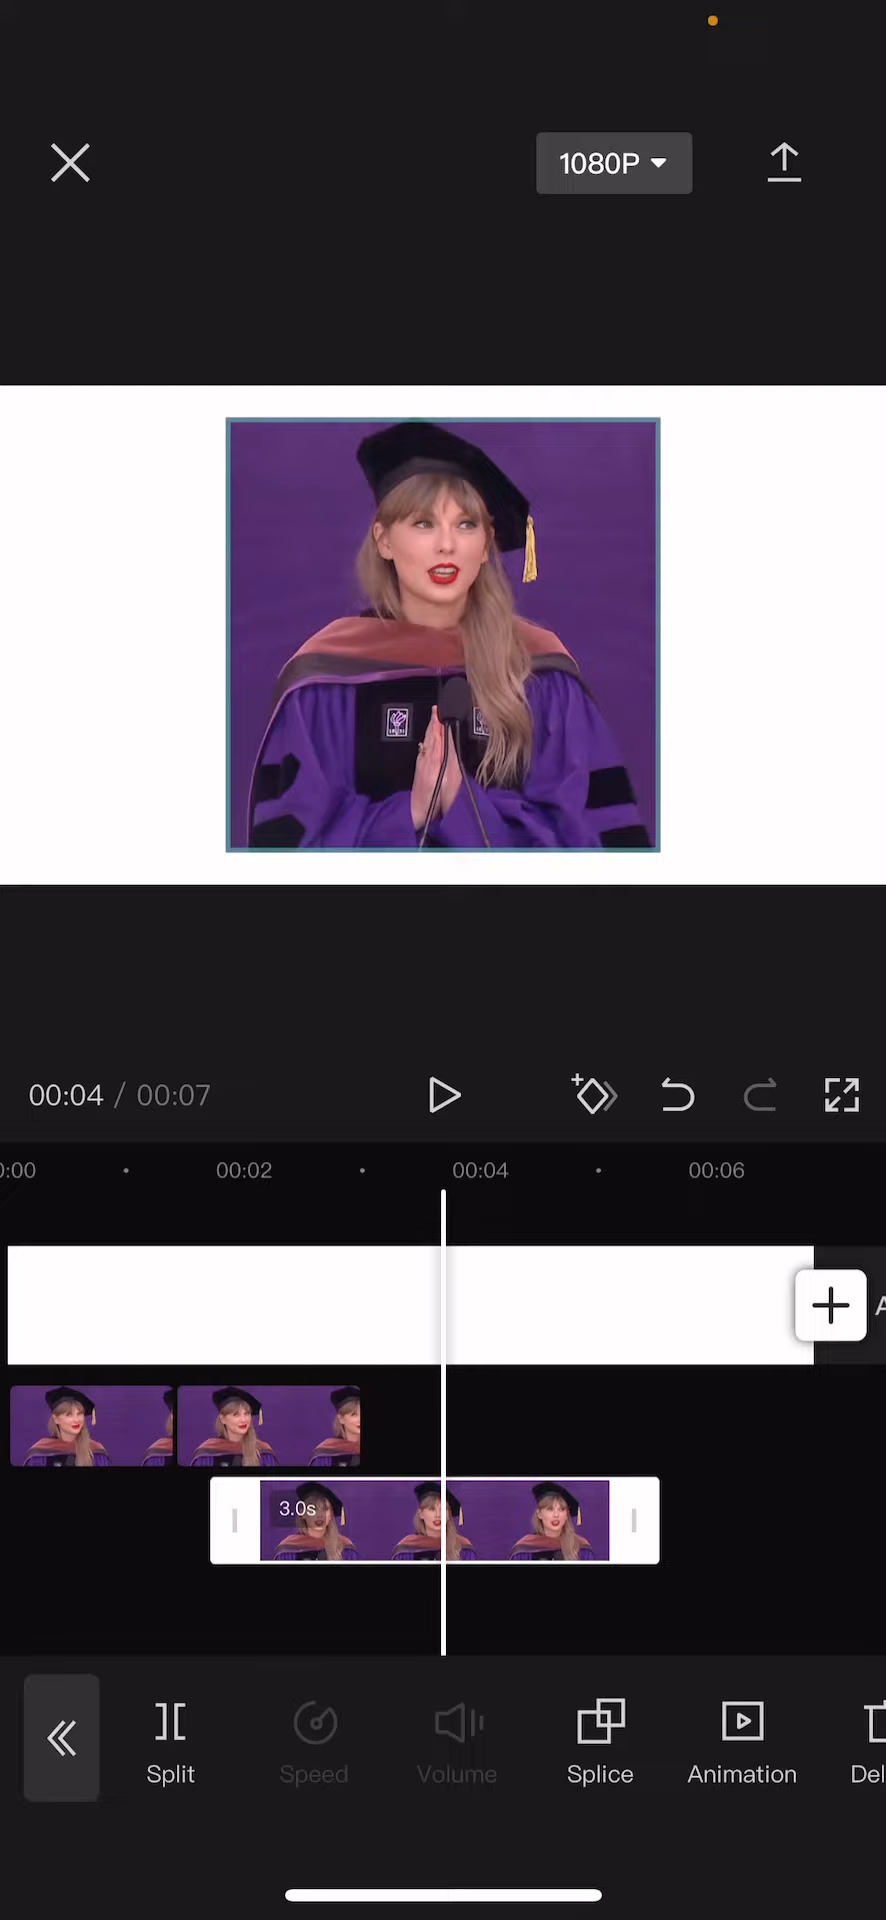 1080P
00:04 / 00:07
0:00 00:02 00:04 00:06
A
3.0s
Split Speed Volume Splice Animation Del